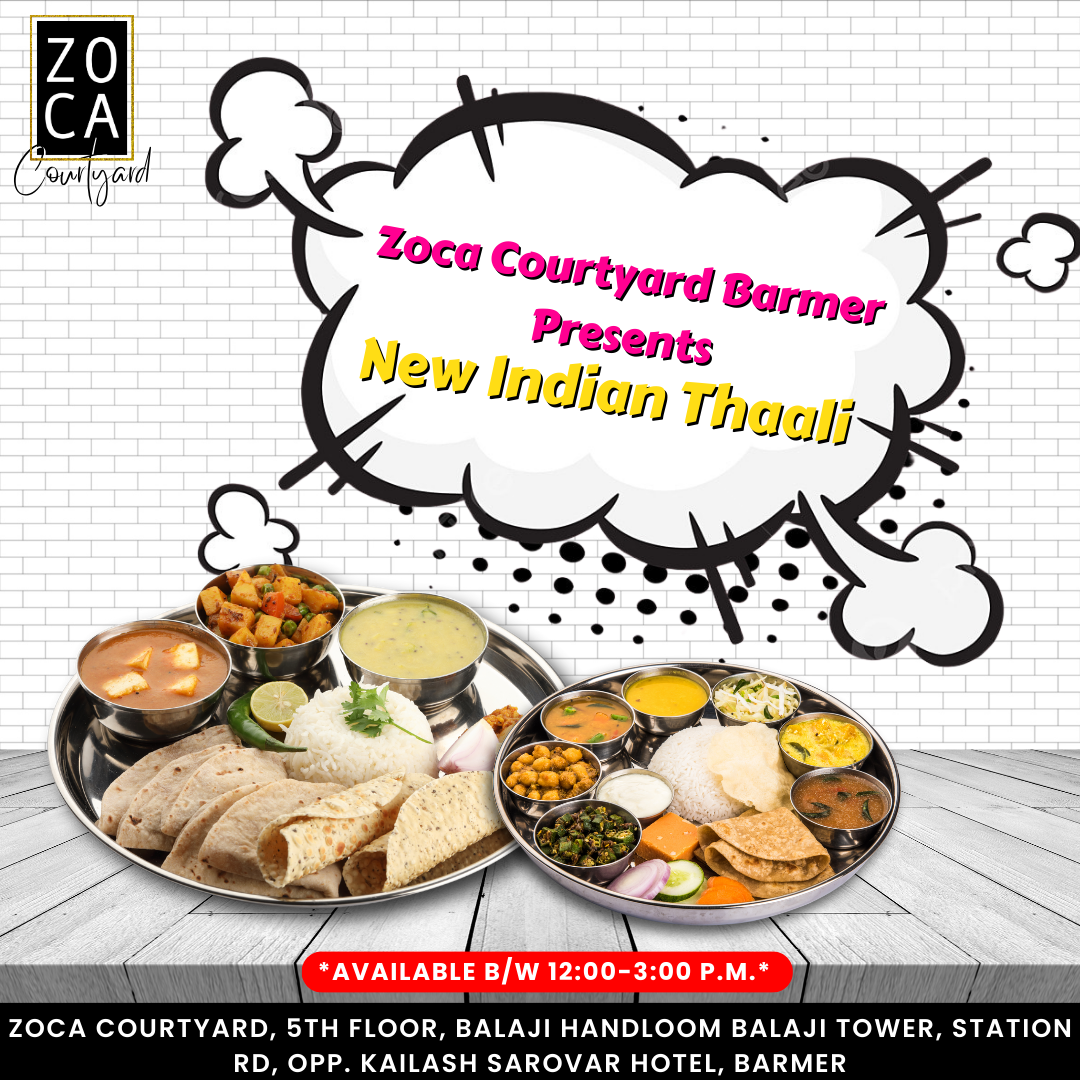 ZO
CA
Courtyard
Zoca Courtyard Barmer
Presents
New Indian Thaali
*AVAILABLE B/W 12:00-3:00 P.M.*
ZOCA COURTYARD, 5TH FLOOR, BALAJI HANDLOOM BALAJI TOWER, STATION
RD, OPP. KAILASH SAROVAR HOTEL, BARMER